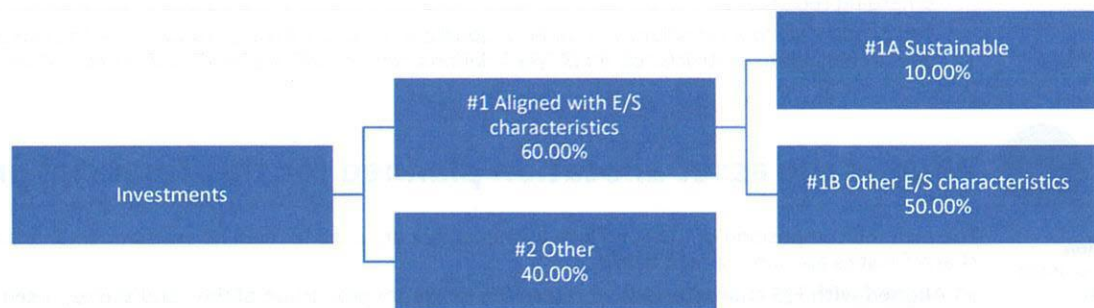 #1A Sustainable
10.00%
#1 Aligned with E/S
characteristics
60.00%
Investments
#1B Other E/S characteristics
50.00%
#2 Other
40.00%